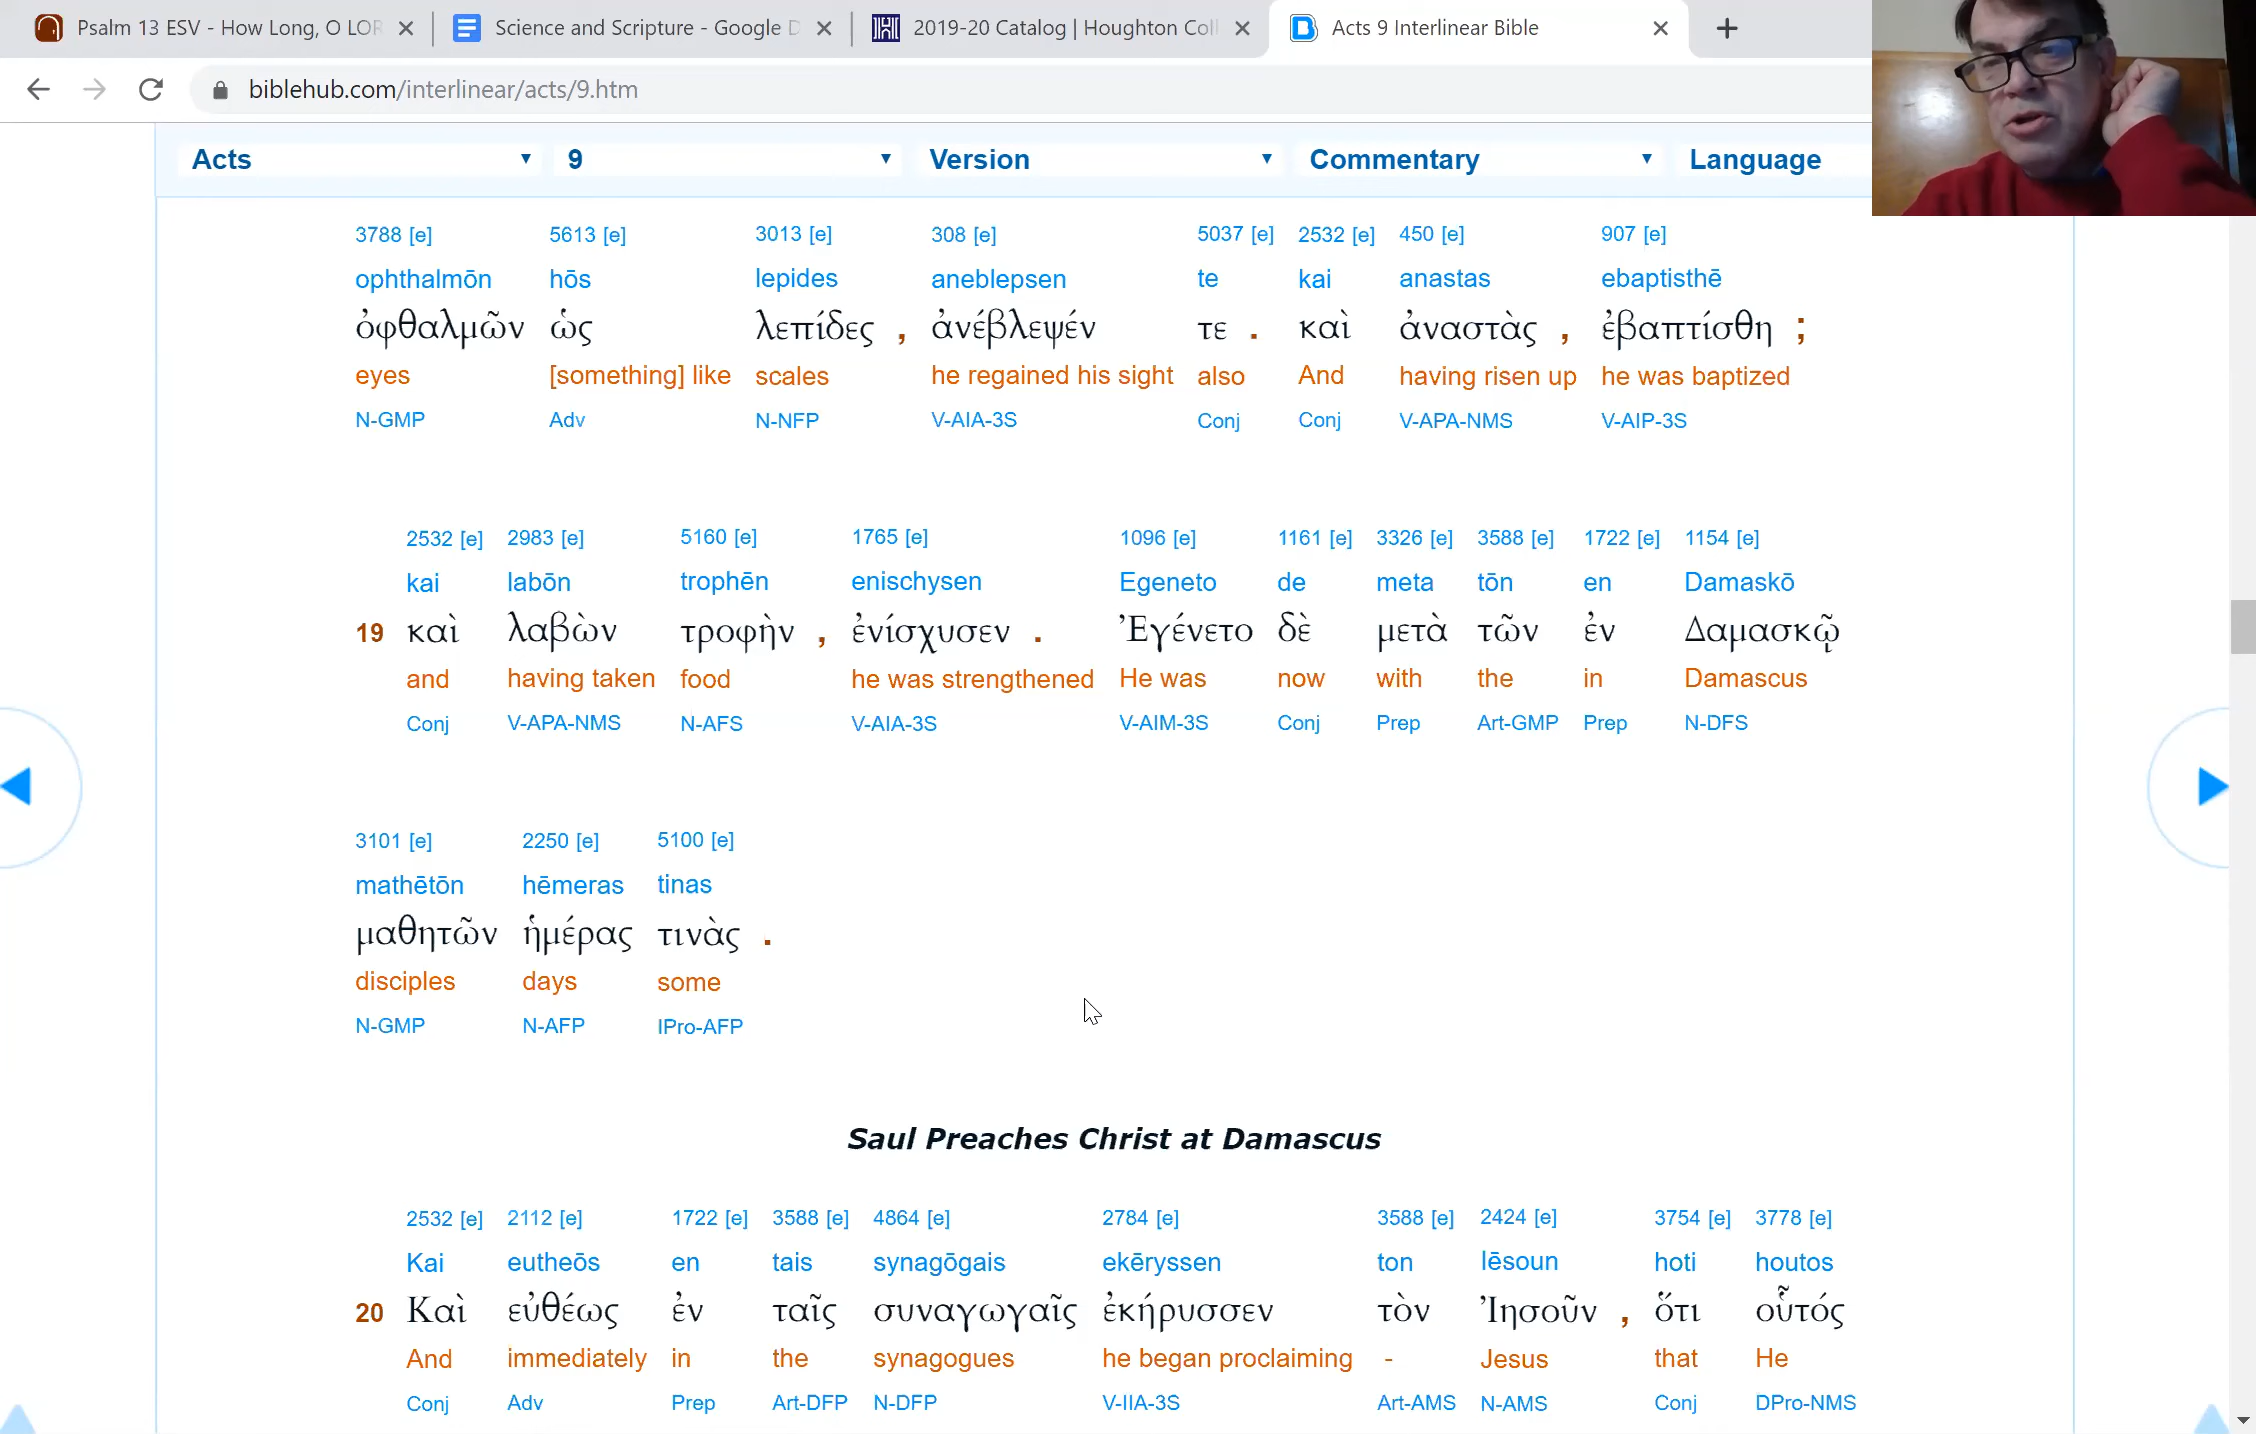 Psalm 13 ESV - How Long, O LOR
Science and Scripture - Google D
2019-20 Catalog | Houghton Coll
Acts 9 Interlinear Bible
biblehub.com/interlinear/acts/9.htm
Acts 9 Version Commentary Language
3788 [e] 5613 [e] 3013 [e] 308 [e] 5037 [e] 2532 [e] 450 [e] 907 [e]
ophthalmōn hōs lepides aneblepsen te kai anastas ebaptisthē
ὀφθαλμῶν ὡς λεπίδες , ἀνέβλεψέν τε . καὶ ἀναστὰς , ἐβαπτίσθη ;
eyes [something] like scales he regained his sight also And having risen up he was baptized
N-GMP Adv N-NFP V-AIA-3S Conj Conj V-APA-NMS V-AIP-3S
2532 [e] 2983 [e] 5160 [e] 1765 [e] 1096 [e] 1161 [e] 3326 [e] 3588 [e] 1722 [e] 1154 [e]
kai labōn trophēn enischysen Egeneto de meta tōn en Damaskō
19 καὶ λαβὼν τροφὴν , ἐνίσχυσεν . Ἐγένετο δὲ μετὰ τῶν ἐν Δαμασκῷ
and having taken food he was strengthened He was now with the in Damascus
Conj V-APA-NMS N-AFS V-AIA-3S V-AIM-3S Conj Prep Art-GMP Prep N-DFS
3101 [e] 2250 [e] 5100 [e]
mathētōn hēmeras tinas
μαθητῶν ἡμέρας τινὰς .
disciples days some
N-GMP N-AFP IPro-AFP
Saul Preaches Christ at Damascus
2532 [e] 2112 [e] 1722 [e] 3588 [e] 4864 [e] 2784 [e] 3588 [e] 2424 [e] 3754 [e] 3778 [e]
Kai eutheōs en tais synagōgais ekēryssen ton Iēsoun hoti houtos
20 Καὶ εὐθέως ἐν ταῖς συναγωγαῖς ἐκήρυσσεν τὸν Ἰησοῦν , ὅτι οὗτός
And immediately in the synagogues he began proclaiming - Jesus that He
Conj Adv Prep Art-DFP N-DFP V-IIA-3S Art-AMS N-AMS Conj DPro-NMS